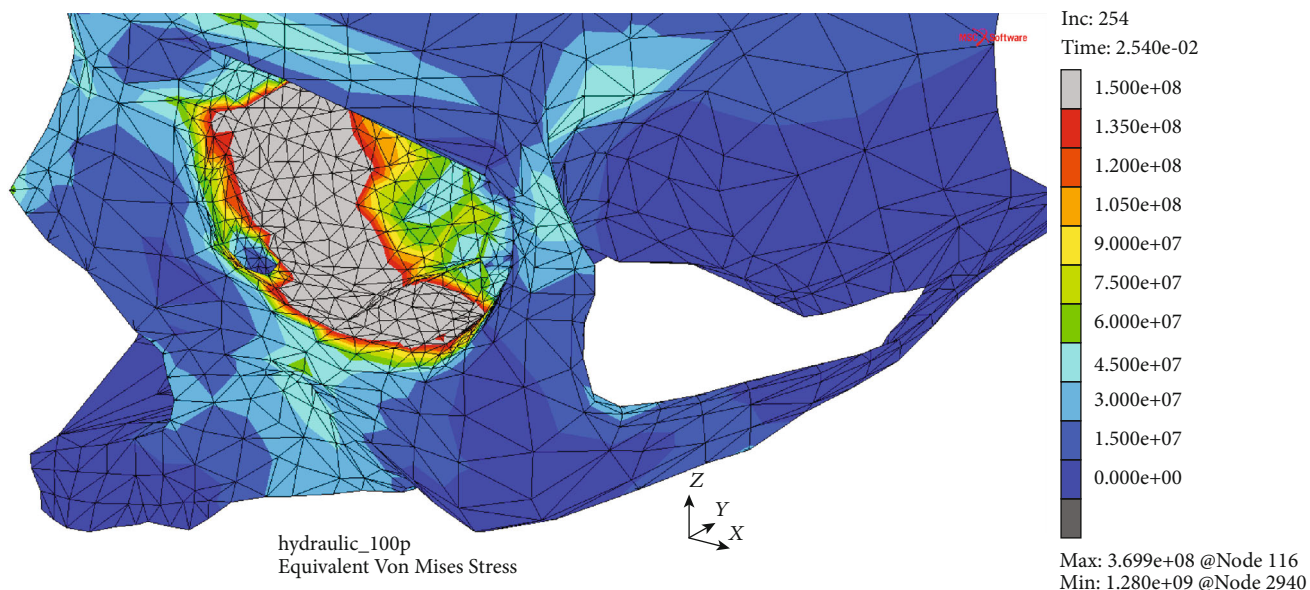 Inc: 254
Time: 2.540e-02
software
1.500e+08
1.350e+08
1.200e+08
1.050e+08
9.000e+07
7.500e+07
6.000e+07
4.500e+07
3.000e+07
1.500e+07
0.000e+00
Z
Y
X
hydraulic_100p
Equivalent Von Mises Stress
Max: 3.699e+08 @Node 116
Min: 1.280e+09 @Node 2940